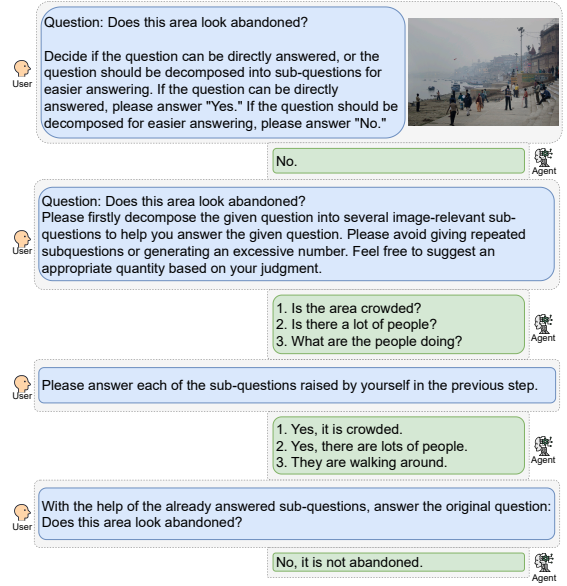 Question: Does this area look abandoned?
Decide if the question can be directly answered, or the
question should be decomposed into sub-questions for
easier answering. If the question can be directly
answered, please answer "Yes." If the question should be
decomposed for easier answering, please answer "No."
User
No.
Agent
Question: Does this area look abandoned?
Please firstly decompose the given question into several image-relevant sub-
questions to help you answer the given question. Please avoid giving repeated
subquestions or generating an excessive number. Feel free to suggest an
appropriate quantity based on your judgment.
User
1. Is the area crowded?
2. Is there a lot of people?
3. What are the people doing?
Agent
Please answer each of the sub-questions raised by yourself in the previous step.
User
1. Yes, it is crowded.
2. Yes, there are lots of people.
3. They are walking around.
Agent
With the help of the already answered sub-questions, answer the original question:
Does this area look abandoned?
User
No, it is not abandoned.
Agent